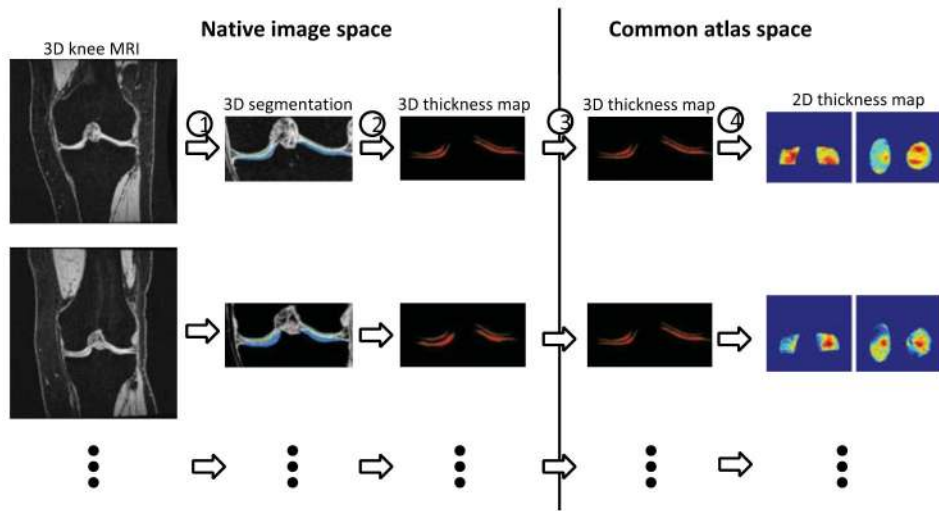 Native image space
Common atlas space
3D knee MRI
3D segmentation
3D thickness map
3D thickness map
2D thickness map
1
2
3
4